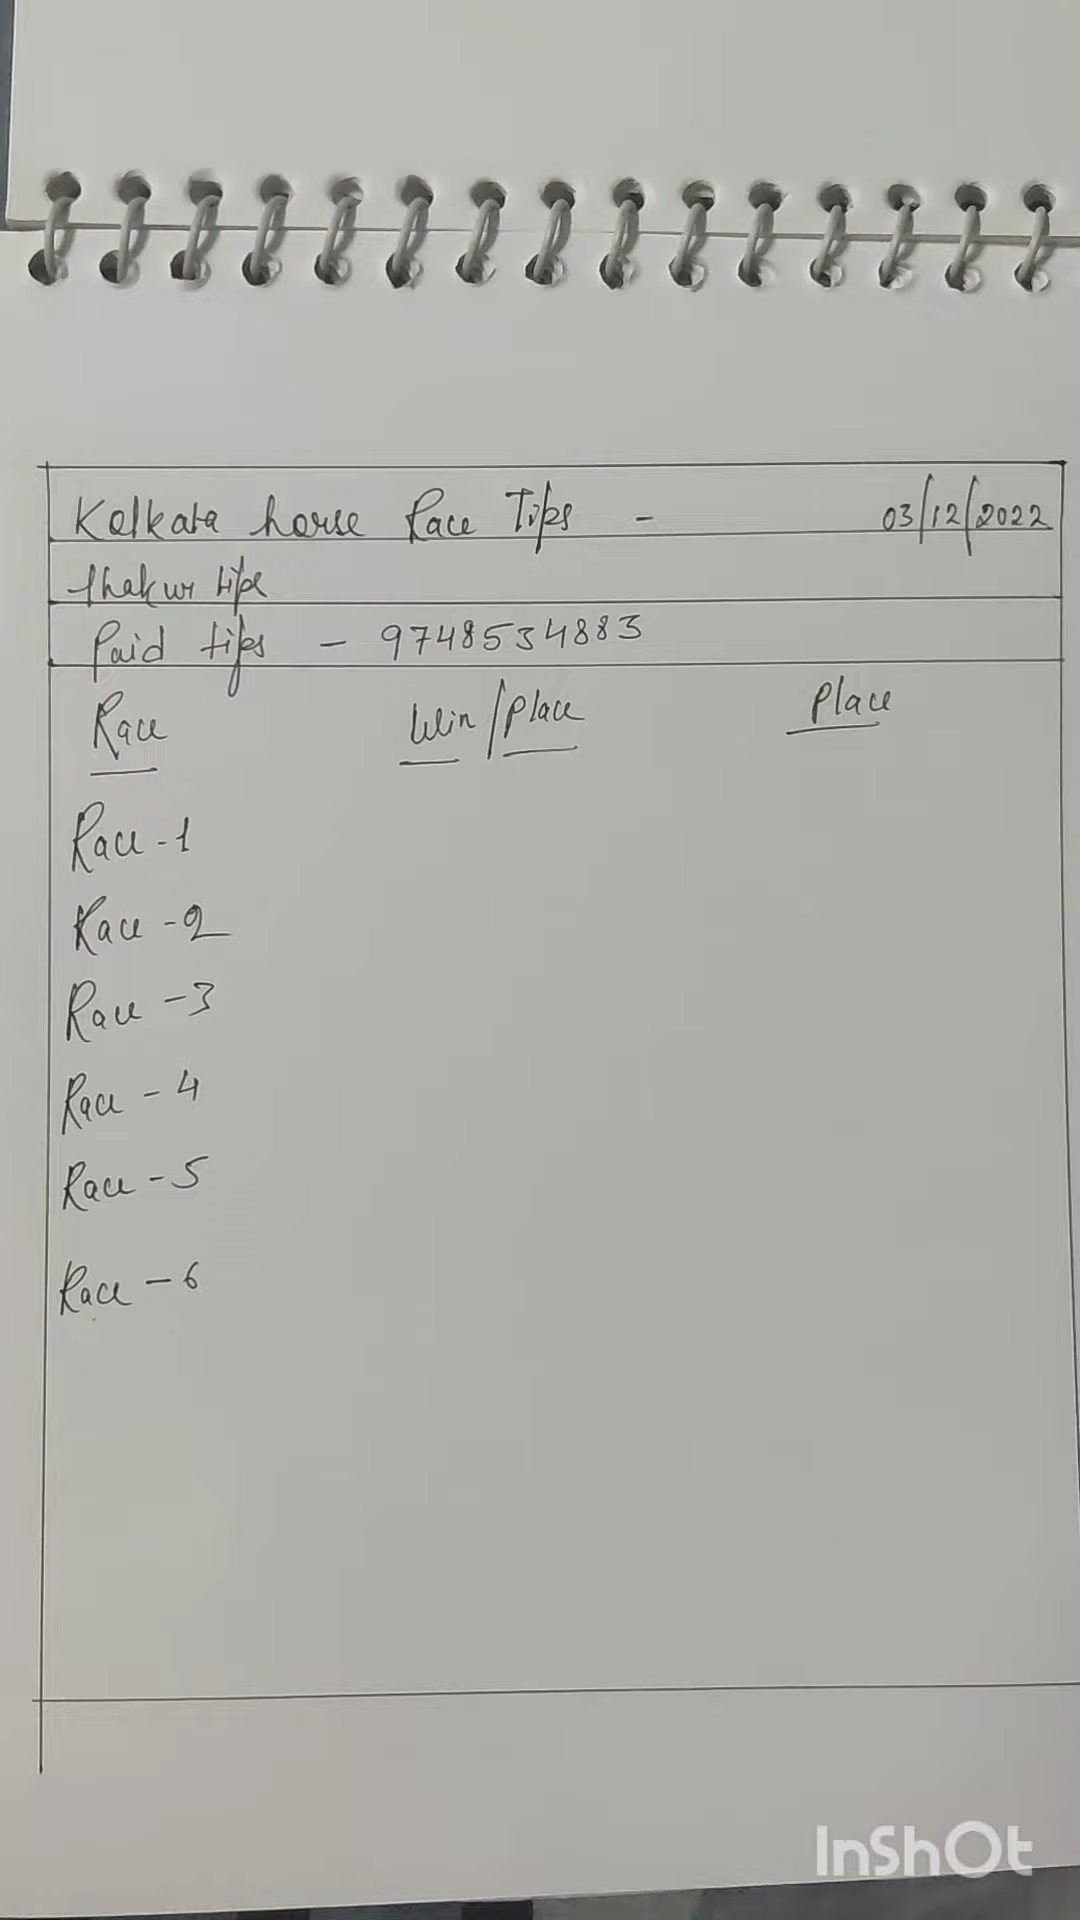 Kolkata horse Race Tips - 03/12/2022
thakur tips
Paid tips - 9748534883
Race Win/Place Place
Race - 1
Race - 2
Race - 3
Race - 4
Race - 5
Race - 6
InShOt